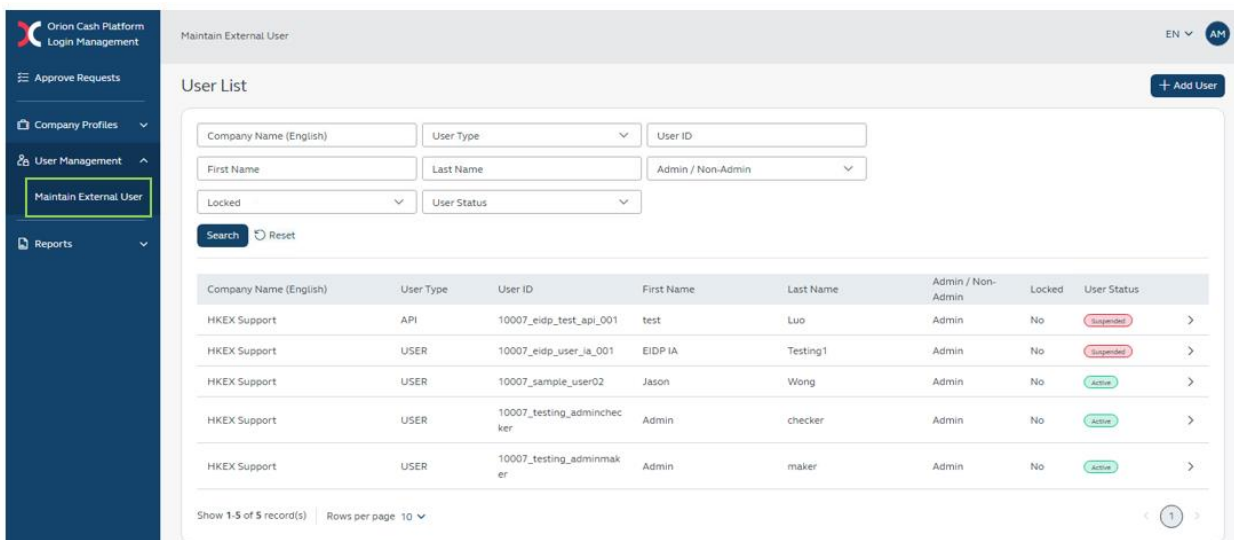 Orion Cash Platform
Login Management
Approve Requests
Company Profiles
User Management
Maintain External User
Reports
Maintain External User
EN
AM
User List
+ Add User
Company Name (English)
User Type
User ID
First Name
Last Name
Admin / Non-Admin
Locked
User Status
Search
Reset
Company Name (English) User Type User ID First Name Last Name Admin / Non-
Admin Locked User Status
HKEX Support API 10007_eidp_test_api_001 test Luo Admin No Suspended
HKEX Support USER 10007_eidp_user_ia_001 EIDP IA Testing1 Admin No Suspended
HKEX Support USER 10007_sample_user02 Jason Wong Admin No Active
HKEX Support USER 10007_testing_adminchec
ker Admin checker Admin No Active
HKEX Support USER 10007_testing_adminmak
er Admin maker Admin No Active
Show 1-5 of 5 record(s) Rows per page 10
1